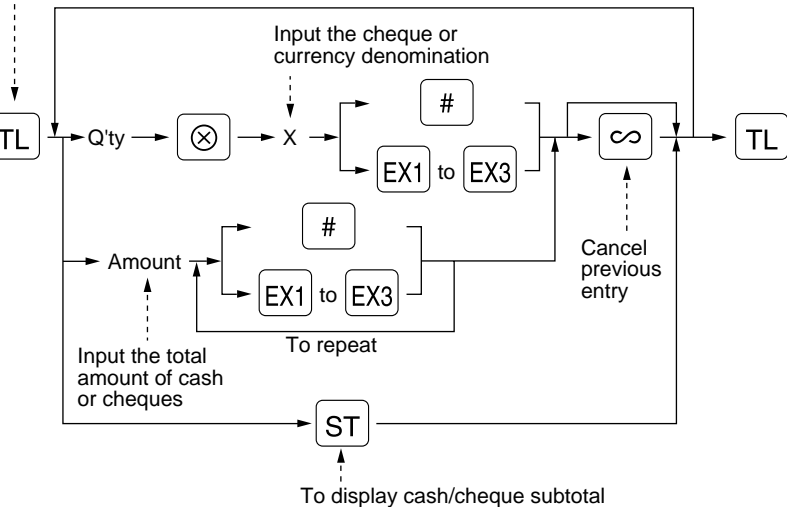 Input the cheque or
currency denomination
TL
Q'ty
⊗
X
#
EX1 to EX3
∞
TL
Amount
#
EX1 to EX3
To repeat
Cancel
previous
entry
Input the total
amount of cash
or cheques
ST
To display cash/cheque subtotal